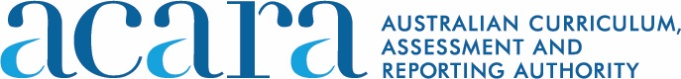 acara
AUSTRALIAN CURRICULUM,
ASSESSMENT AND
REPORTING AUTHORITY